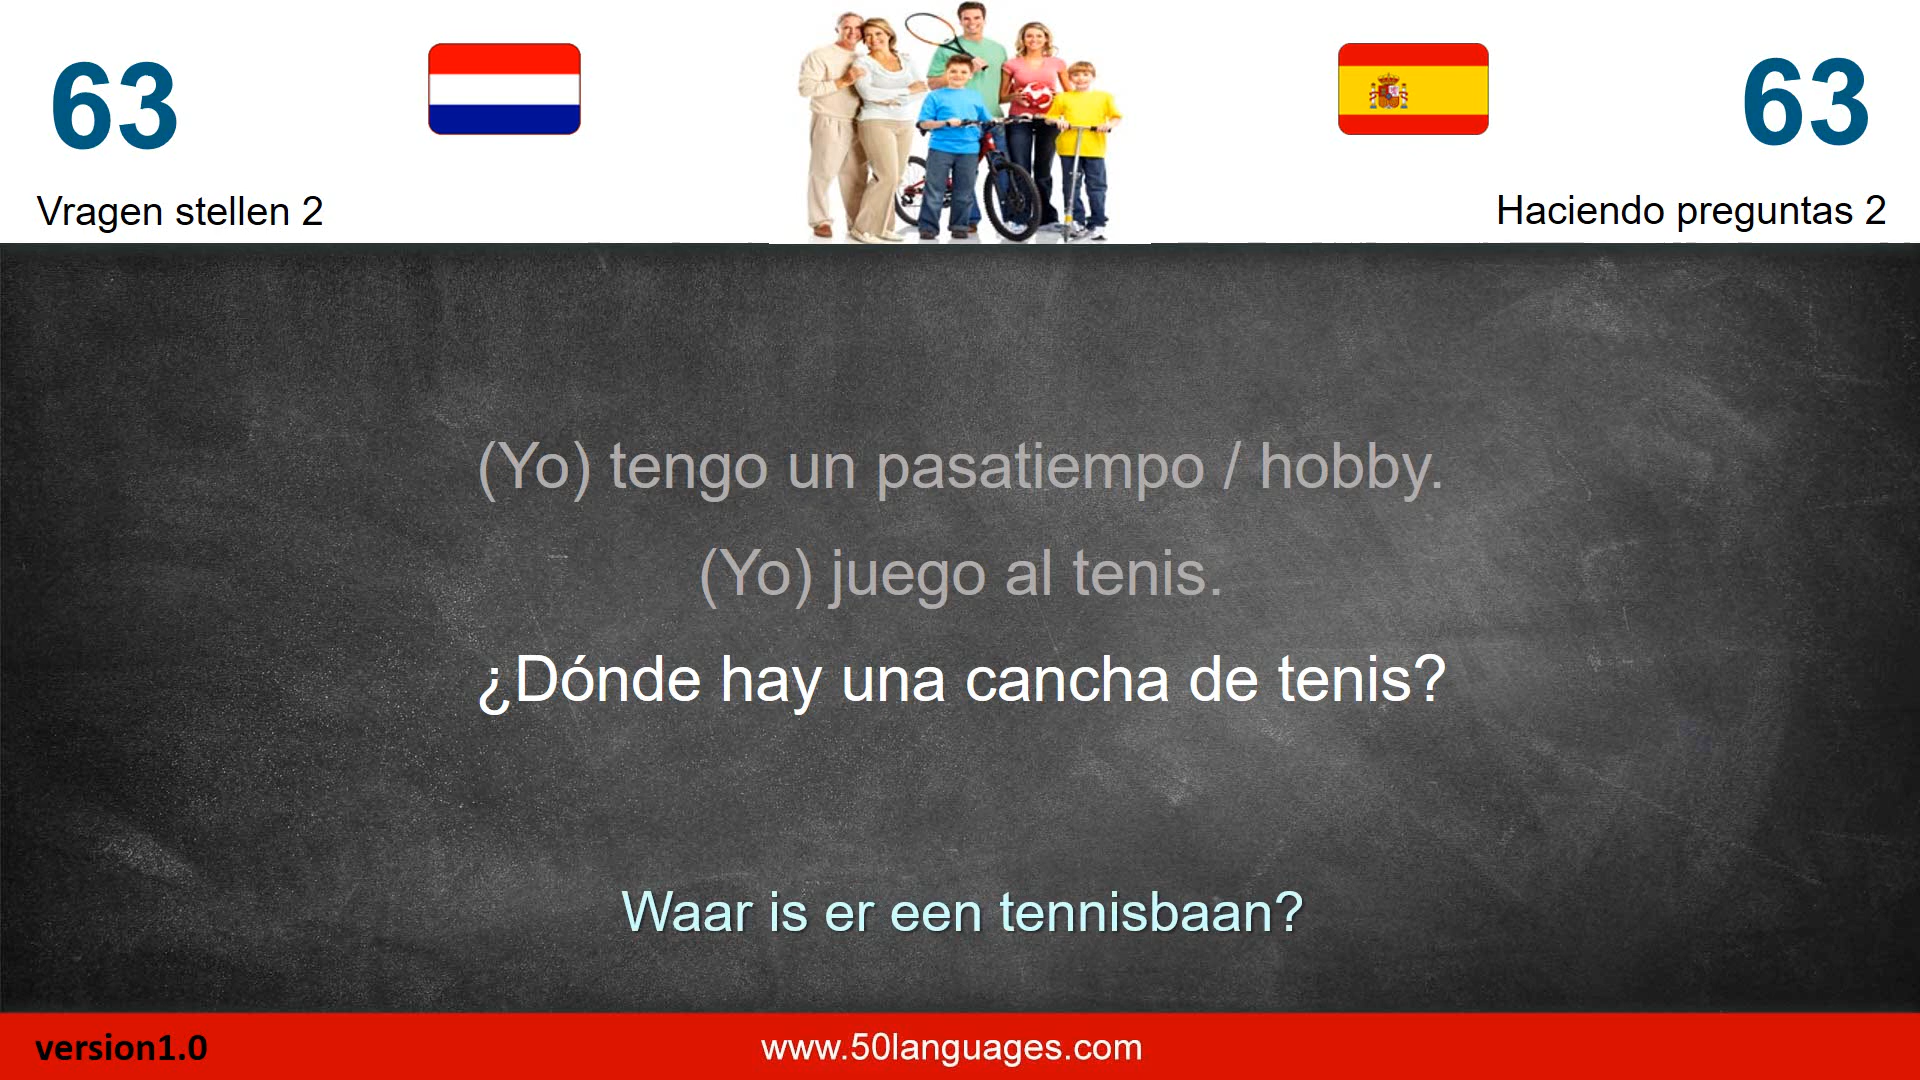 63
63
Vragen stellen 2
Haciendo preguntas 2
(Yo) tengo un pasatiempo / hobby.
(Yo) juego al tenis.
¿Dónde hay una cancha de tenis?
Waar is er een tennisbaan?
version1.0
www.50languages.com